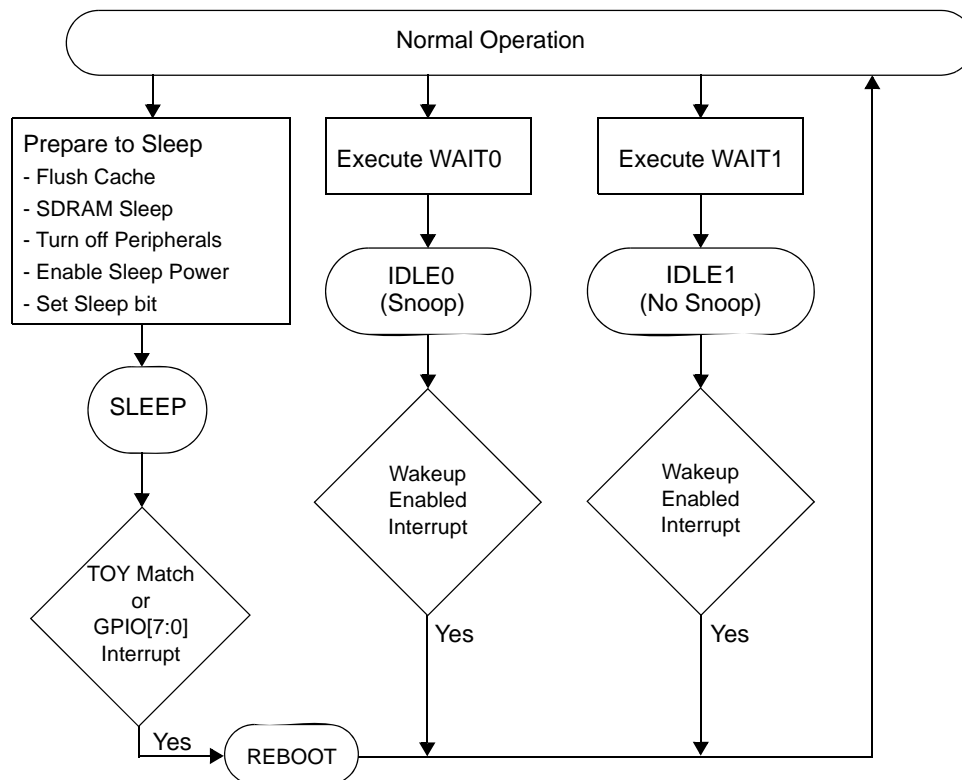 Normal Operation
Prepare to Sleep
- Flush Cache
- SDRAM Sleep
- Turn off Peripherals
- Enable Sleep Power
- Set Sleep bit
Execute WAIT0
Execute WAIT1
IDLE0
(Snoop)
IDLE1
(No Snoop)
SLEEP
Wakeup
Enabled
Interrupt
Wakeup
Enabled
Interrupt
TOY Match
or
GPIO[7:0]
Interrupt
Yes
Yes
Yes
REBOOT